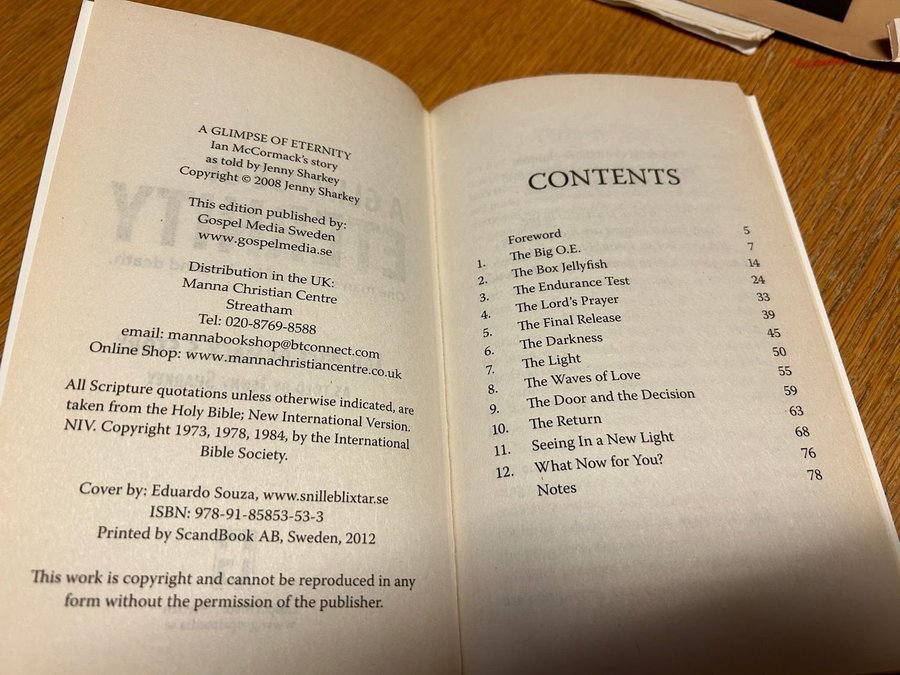 A GLIMPSE OF ETERNITY
Ian McCormack's story
as told by Jenny Sharkey
Copyright © 2008 Jenny Sharkey
This edition published by:
Gospel Media Sweden
www.gospelmedia.se
Distribution in the UK:
Manna Christian Centre
Streatham
Tel: 020-8769-8588
email: mannabookshop@btconnect.com
Online Shop: www.mannachristiancentre.co.uk
All Scripture quotations unless otherwise indicated, are
taken from the Holy Bible; New International Version.
NIV. Copyright 1973, 1978, 1984, by the International
Bible Society.
Cover by: Eduardo Souza, www.snilleblixtar.se
ISBN: 978-91-85853-53-3
Printed by ScandBook AB, Sweden, 2012
This work is copyright and cannot be reproduced in any
form without the permission of the publisher.
CONTENTS
Foreword 5
1. The Big O.E. 7
2. The Box Jellyfish 14
3. The Endurance Test 24
4. The Lord's Prayer 33
5. The Final Release 39
6. The Darkness 45
7. The Light 50
8. The Waves of Love 55
9. The Door and the Decision 59
10. The Return 63
11. Seeing In a New Light 68
12. What Now for You? 76
Notes 78